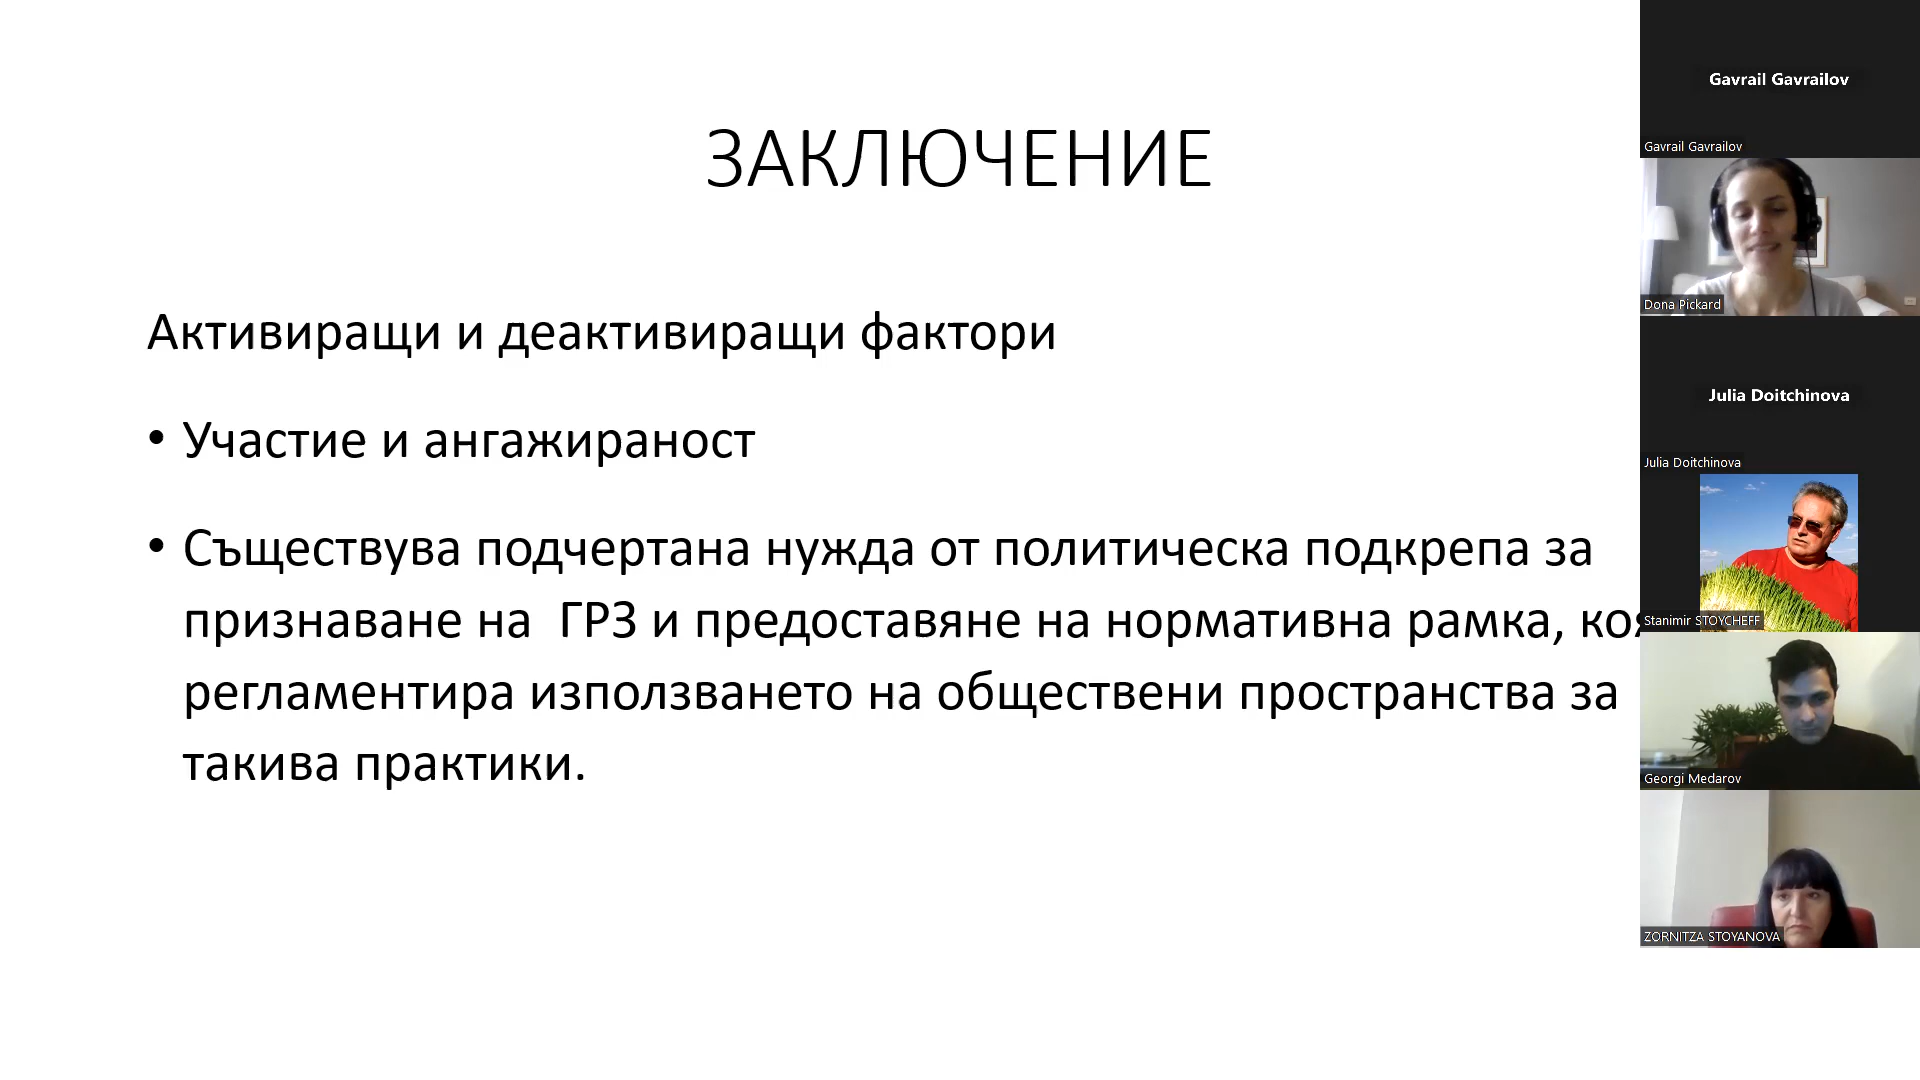 ЗАКЛЮЧЕНИЕ
Активиращи и деактивиращи фактори
• Участие и ангажираност
• Съществува подчертана нужда от политическа подкрепа за
признаване на ГРЗ и предоставяне на нормативна рамка,
регламентира използването на обществени пространства за
такива практики.
Gavrail Gavrailov
Gavrail Gavrailov
Dona Pickard
Julia Doitchinova
Julia Doitchinova
Stanimir STOYCHEFF
Georgi Medarov
ZORNITZA STOYANOVA